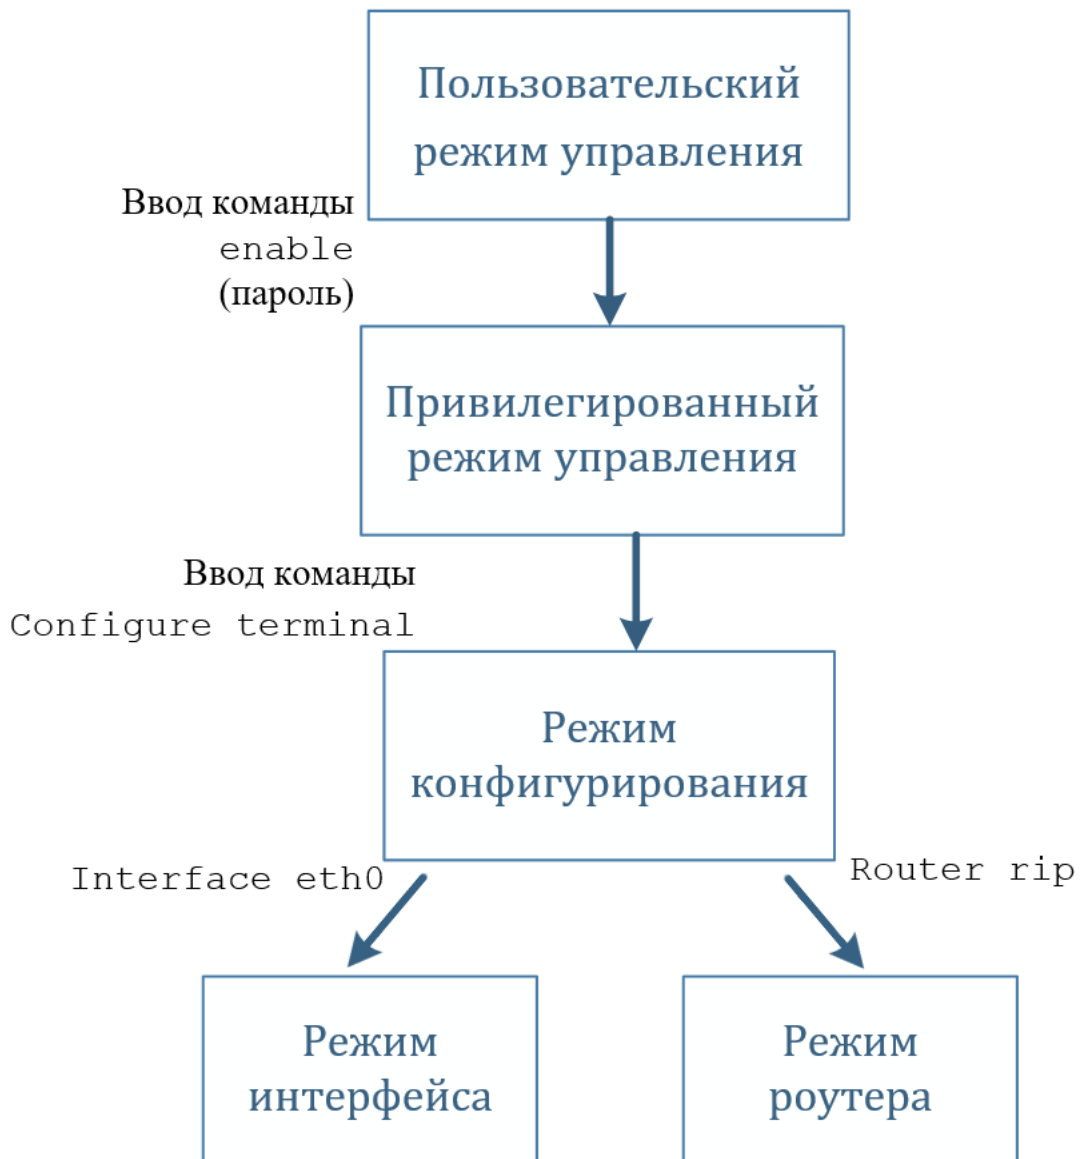 Пользовательский
режим управления
Ввод команды
enable
(пароль)
Привилегированный
режим управления
Ввод команды
Configure terminal
Режим
конфигурирования
Interface eth0
Router rip
Режим
интерфейса
Режим
роутера